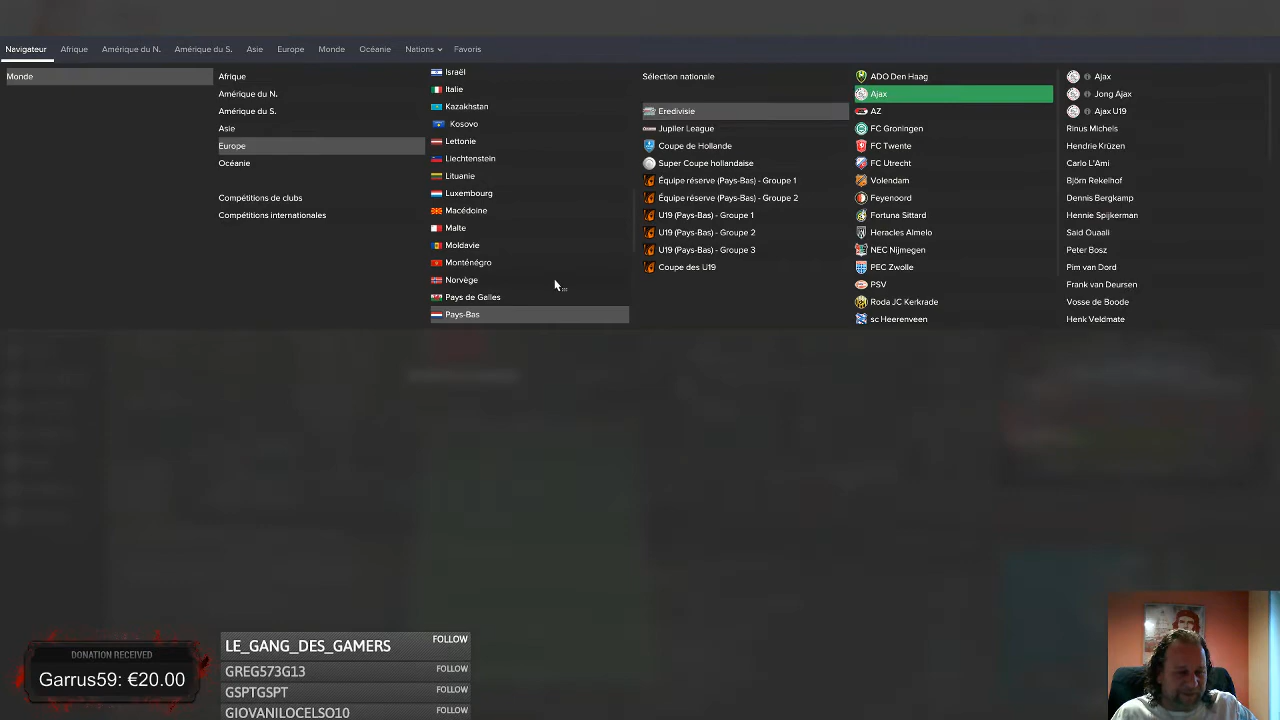 Navigateur Afrique Amérique du N. Amérique du S. Asie Europe Monde Océanie Nations Favoris
Monde
Afrique
Amérique du N.
Amérique du S.
Asie
Europe
Océanie
Compétitions de clubs
Compétitions internationales
Israël
Italie
Kazakhstan
Kosovo
Lettonie
Liechtenstein
Lituanie
Luxembourg
Macédoine
Malte
Moldavie
Monténégro
Norvège
Pays de Galles
Pays-Bas
Sélection nationale
Eredivisie
Jupiler League
Coupe de Hollande
Super Coupe hollandaise
Équipe réserve (Pays-Bas) - Groupe 1
Équipe réserve (Pays-Bas) - Groupe 2
U19 (Pays-Bas) - Groupe 1
U19 (Pays-Bas) - Groupe 2
U19 (Pays-Bas) - Groupe 3
Coupe des U19
ADO Den Haag
Ajax
AZ
FC Groningen
FC Twente
FC Utrecht
Volendam
Feyenoord
Fortuna Sittard
Heracles Almelo
NEC Nijmegen
PEC Zwolle
PSV
Roda JC Kerkrade
sc Heerenveen
Ajax
Jong Ajax
Ajax U19
Rinus Michels
Hendrie Krüzen
Carlo L'Ami
Björn Rekelhof
Dennis Bergkamp
Hennie Spijkerman
Said Ouaali
Peter Bosz
Pim van Dord
Frank van Deursen
Vosse de Boode
Henk Veldmate
DONATION RECEIVED
Garrus59: €20.00
LE_GANG_DES_GAMERS FOLLOW
GREG573G13 FOLLOW
GSPTGSPT FOLLOW
GIOVANILOCELSO10 FOLLOW